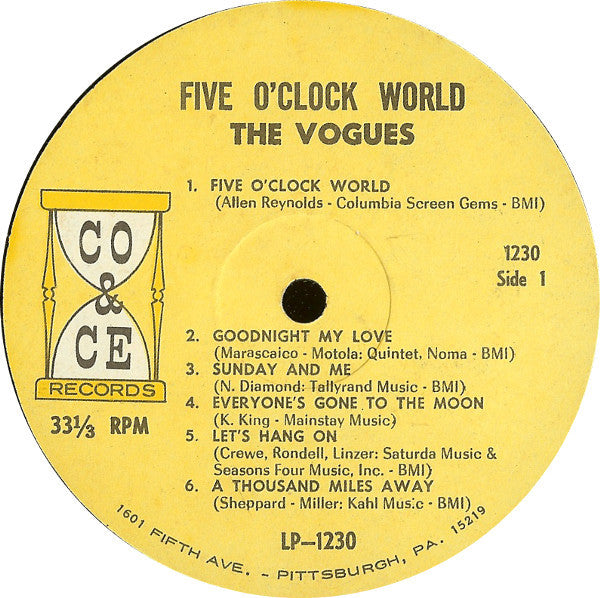 FIVE O'CLOCK WORLD
THE VOGUES
1. FIVE O'CLOCK WORLD
(Allen Reynolds - Columbia Screen Gems - BMI)
CO
&
CE
RECORDS
33⅓ RPM
1230
Side 1
2. GOODNIGHT MY LOVE
(Marascaico - Motola: Quintet, Noma - BMI)
3. SUNDAY AND ME
(N. Diamond: Tallyrand Music - BMI)
4. EVERYONE'S GONE TO THE MOON
(K. King - Mainstay Music)
5. LET'S HANG ON
(Crewe, Rondell, Linzer: Saturda Music &
Seasons Four Music, Inc. - BMI)
6. A THOUSAND MILES AWAY
(Sheppard - Miller: Kahl Music - BMI)
LP-1230
1601 FIFTH AVE. - PITTSBURGH, PA. 15219